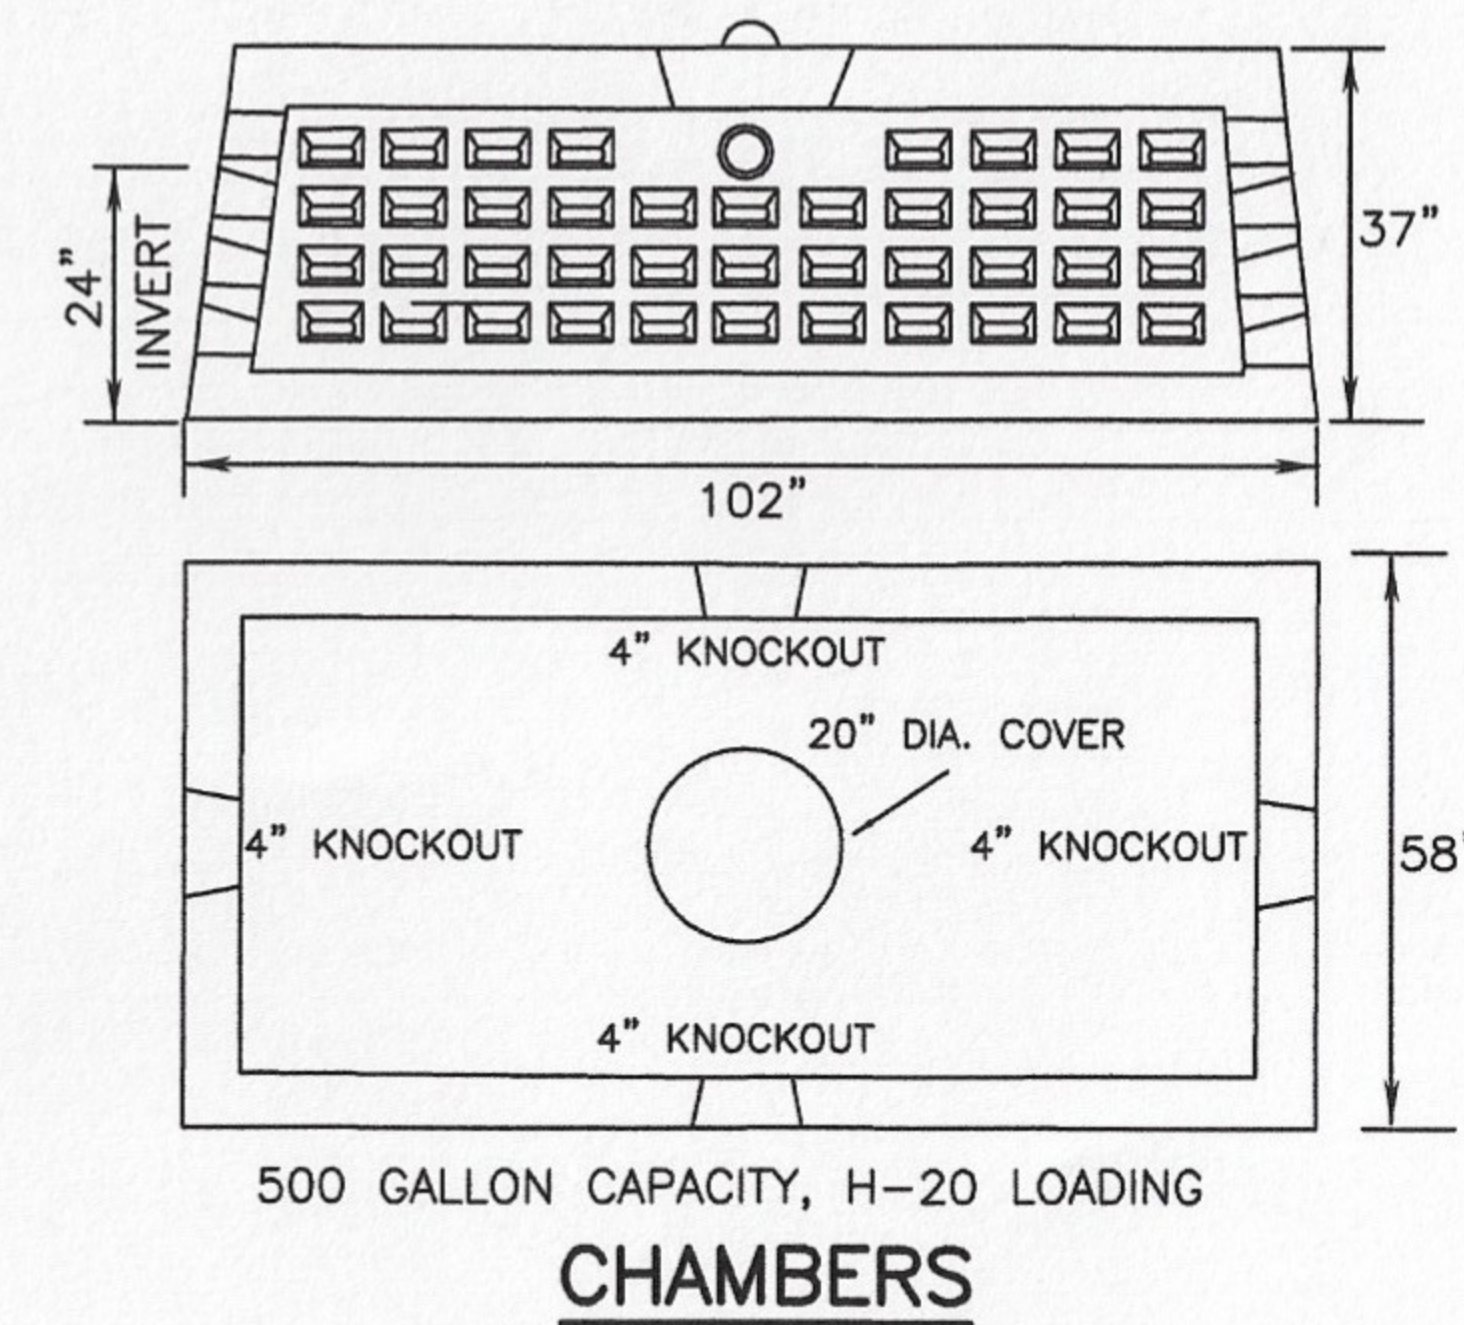 37"
24"
INVERT
102"
4" KNOCKOUT
20" DIA. COVER
4" KNOCKOUT
4" KNOCKOUT
58"
4" KNOCKOUT
500 GALLON CAPACITY, H-20 LOADING
CHAMBERS